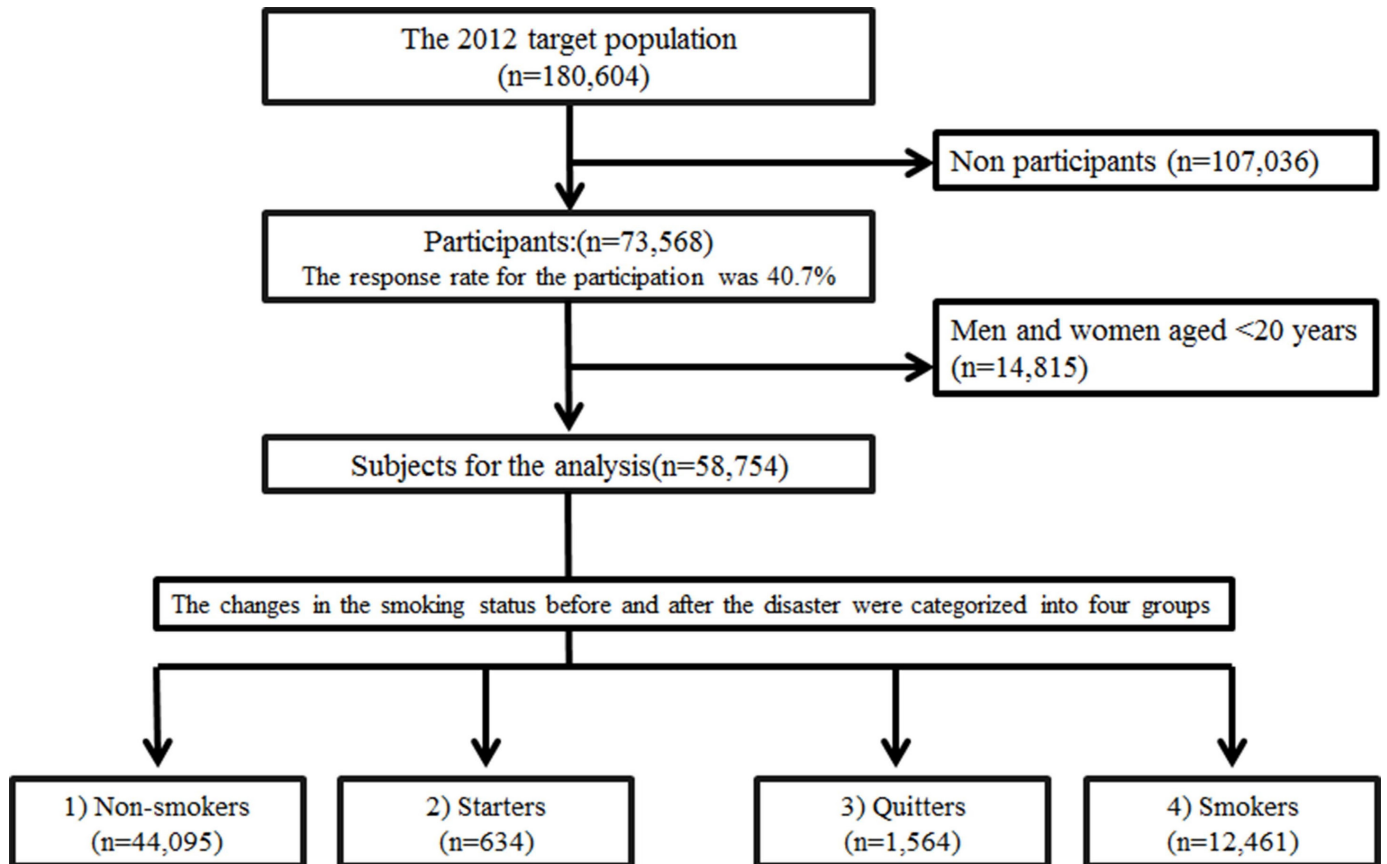 The 2012 target population
(n=180,604)
Non participants (n=107,036)
Participants:(n=73,568)
The response rate for the participation was 40.7%
Men and women aged <20 years
(n=14,815)
Subjects for the analysis(n=58,754)
The changes in the smoking status before and after the disaster were categorized into four groups
1) Non-smokers
(n=44,095)
2) Starters
(n=634)
3) Quitters
(n=1,564)
4) Smokers
(n=12,461)